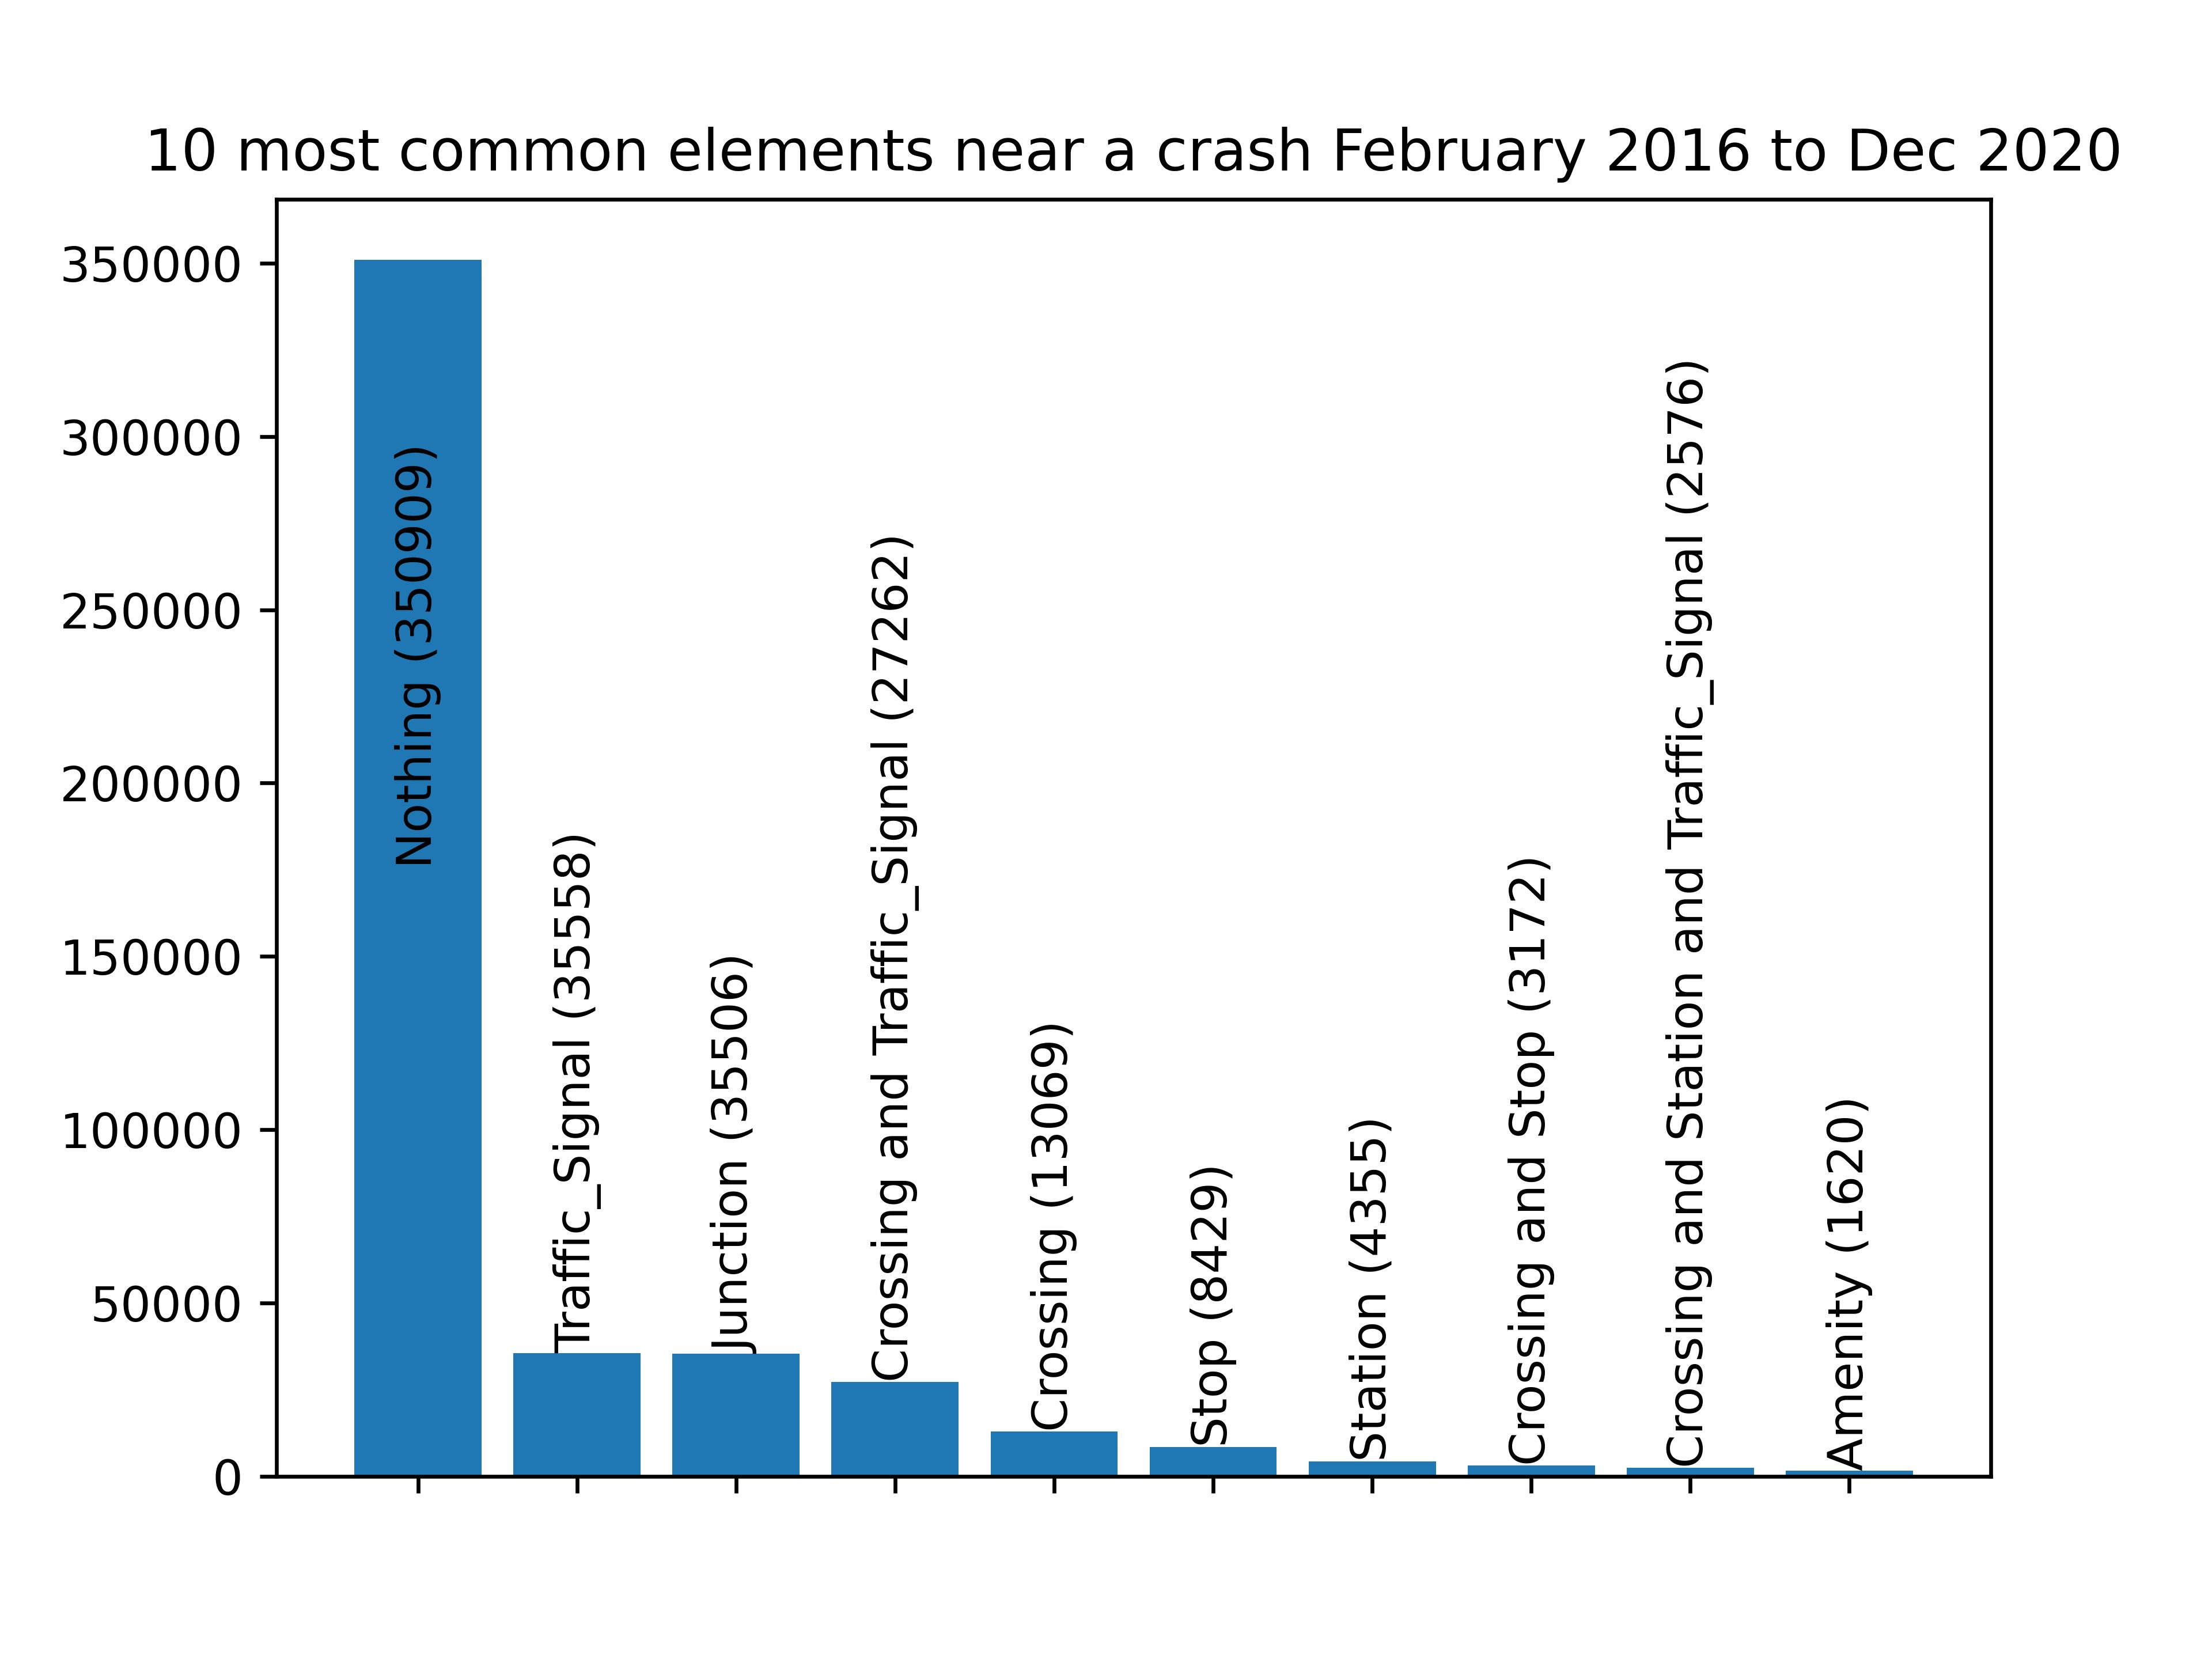 10 most common elements near a crash February 2016 to Dec 2020
350000
300000
250000
200000
150000
100000
50000
0
Nothing (350909)
Traffic_Signal (35558)
Junction (35506)
Crossing and Traffic_Signal (27262)
Crossing (13069)
Stop (8429)
Station (4355)
Crossing and Stop (3172)
Crossing and Station and Traffic_Signal (2576)
Amenity (1620)